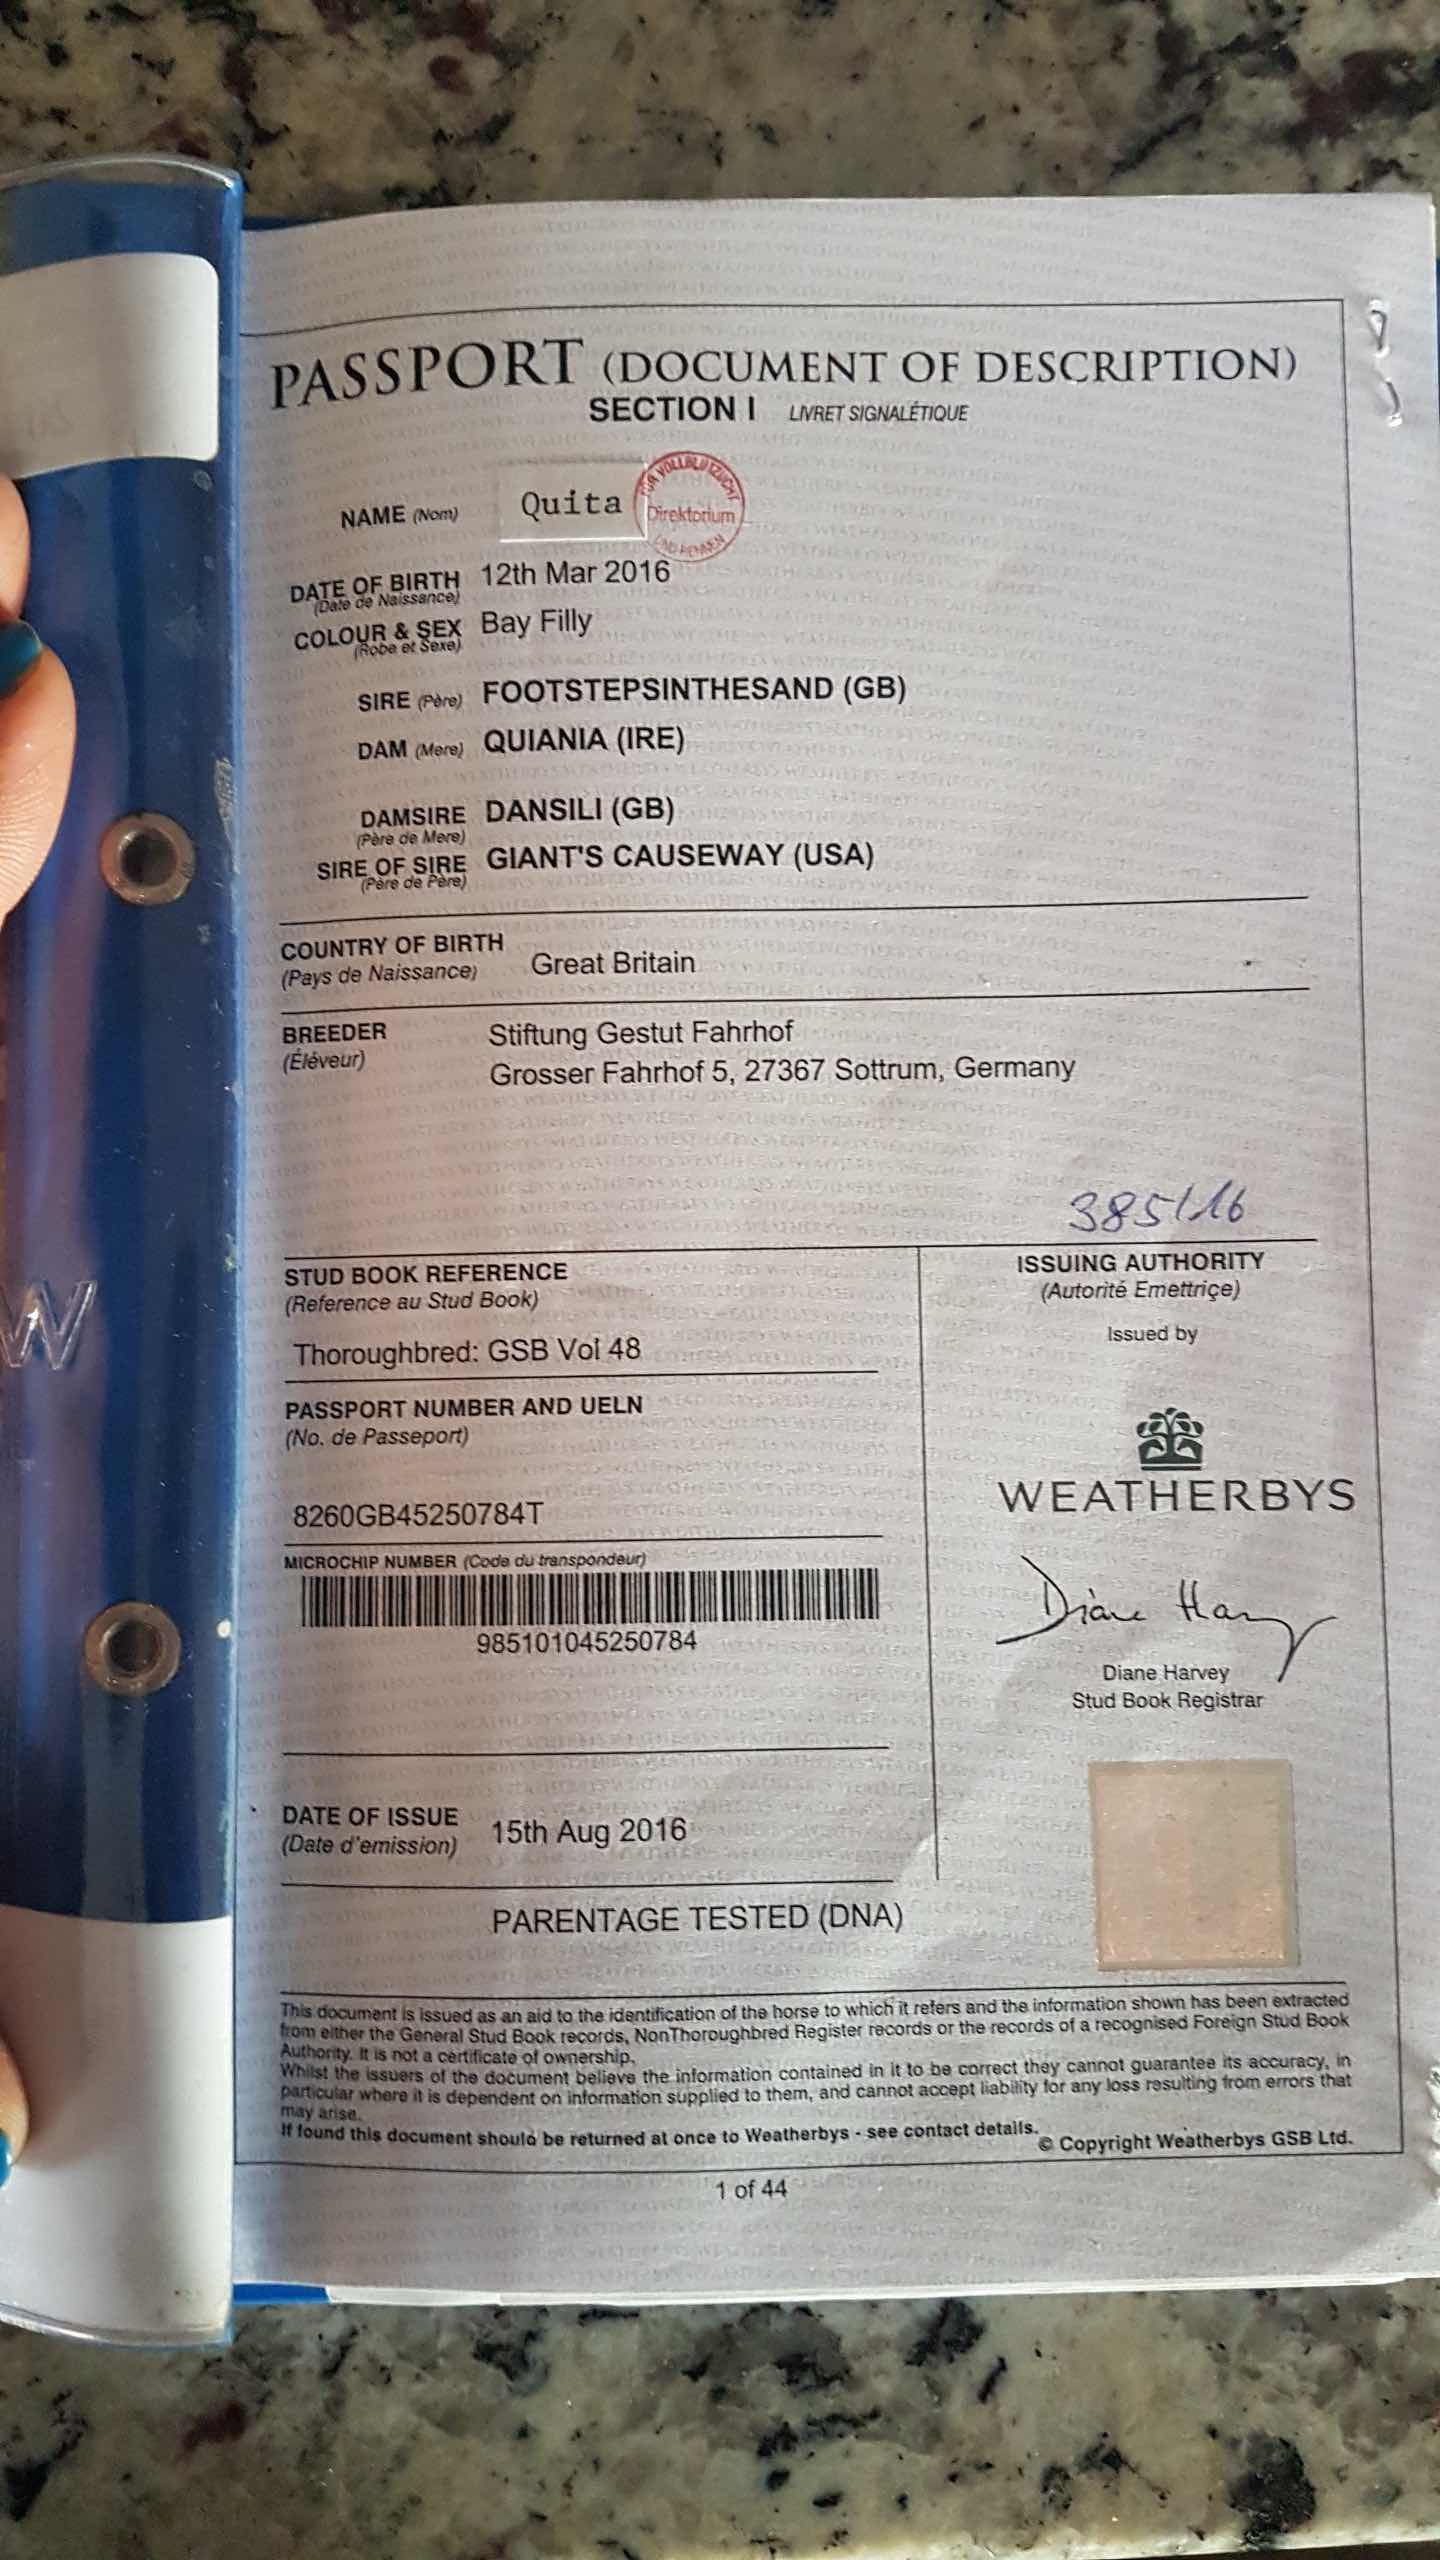 PASSPORT (DOCUMENT OF DESCRIPTION)
SECTION I LIVRET SIGNALÉTIQUE
NAME (Nom) Quita
FÜR VOLLBLUTZUCHT
Direktorium
UND RENNEN
DATE OF BIRTH 12th Mar 2016
(Date de Naissance)
COLOUR & SEX Bay Filly
(Robe et Sexe)
SIRE (Père) FOOTSTEPSINTHESAND (GB)
DAM (Mere) QUIANIA (IRE)
DAMSIRE DANSILI (GB)
(Père de Mere)
SIRE OF SIRE GIANT'S CAUSEWAY (USA)
(Père de Père)
COUNTRY OF BIRTH
(Pays de Naissance) Great Britain
BREEDER Stiftung Gestut Fahrhof
(Éléveur) Grosser Fahrhof 5, 27367 Sottrum, Germany
385/16
STUD BOOK REFERENCE
(Reference au Stud Book)
Thoroughbred: GSB Vol 48
PASSPORT NUMBER AND UELN
(No. de Passeport)
8260GB45250784T
MICROCHIP NUMBER (Code du transpondeur)
985101045250784
DATE OF ISSUE 15th Aug 2016
(Date d'emission)
ISSUING AUTHORITY
(Autorité Emettriçe)
Issued by
WEATHERBYS
Diane Harvey
Diane Harvey
Stud Book Registrar
PARENTAGE TESTED (DNA)
This document is issued as an aid to the identification of the horse to which it refers and the information shown has been extracted
from either the General Stud Book records, NonThoroughbred Register records or the records of a recognised Foreign Stud Book
Authority. It is not a certificate of ownership.
Whilst the issuers of the document believe the information contained in it to be correct they cannot guarantee its accuracy, in
particular where it is dependent on information supplied to them, and cannot accept liability for any loss resulting from errors that
may arise.
If found this document should be returned at once to Weatherbys - see contact details.
© Copyright Weatherbys GSB Ltd.
1 of 44
W